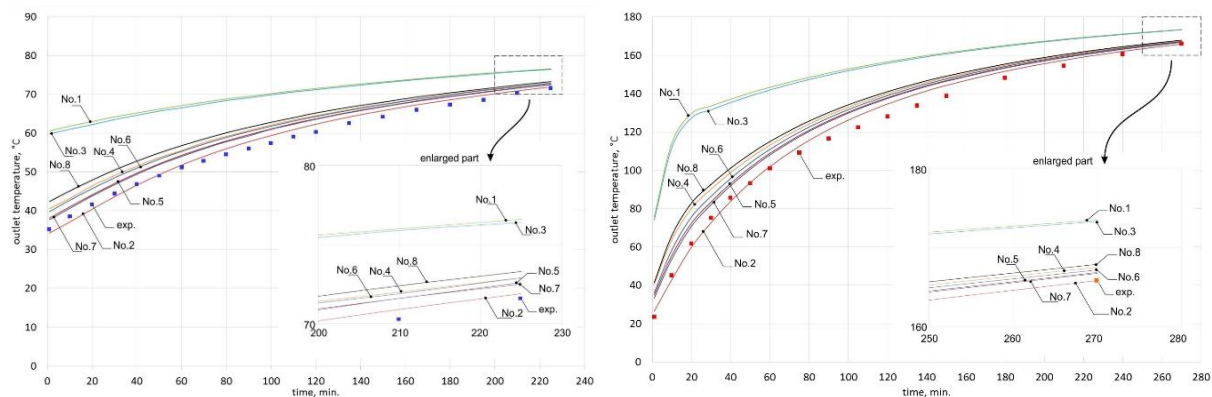 90
80
70
60
50
40
30
20
10
0
outlet temperature, °C
No.1
No.3
No.8
No.4
No.6
No.5
No.7
No.2
exp.
enlarged part
80
No.1
No.3
No.6
No.4
No.8
No.5
No.7
No.2
exp.
70
200 210 220 230
0 20 40 60 80 100 120 140 160 180 200 220 240
time, min.
180
160
140
120
100
80
60
40
20
0
outlet temperature, °C
No.1
No.3
No.6
No.8
No.4
No.5
No.7
No.2
exp.
enlarged part
180
No.1
No.3
No.4
No.8
No.5
No.6
exp.
No.7
No.2
160
250 260 270 280
0 20 40 60 80 100 120 140 160 180 200 220 240 260 280
time, min.